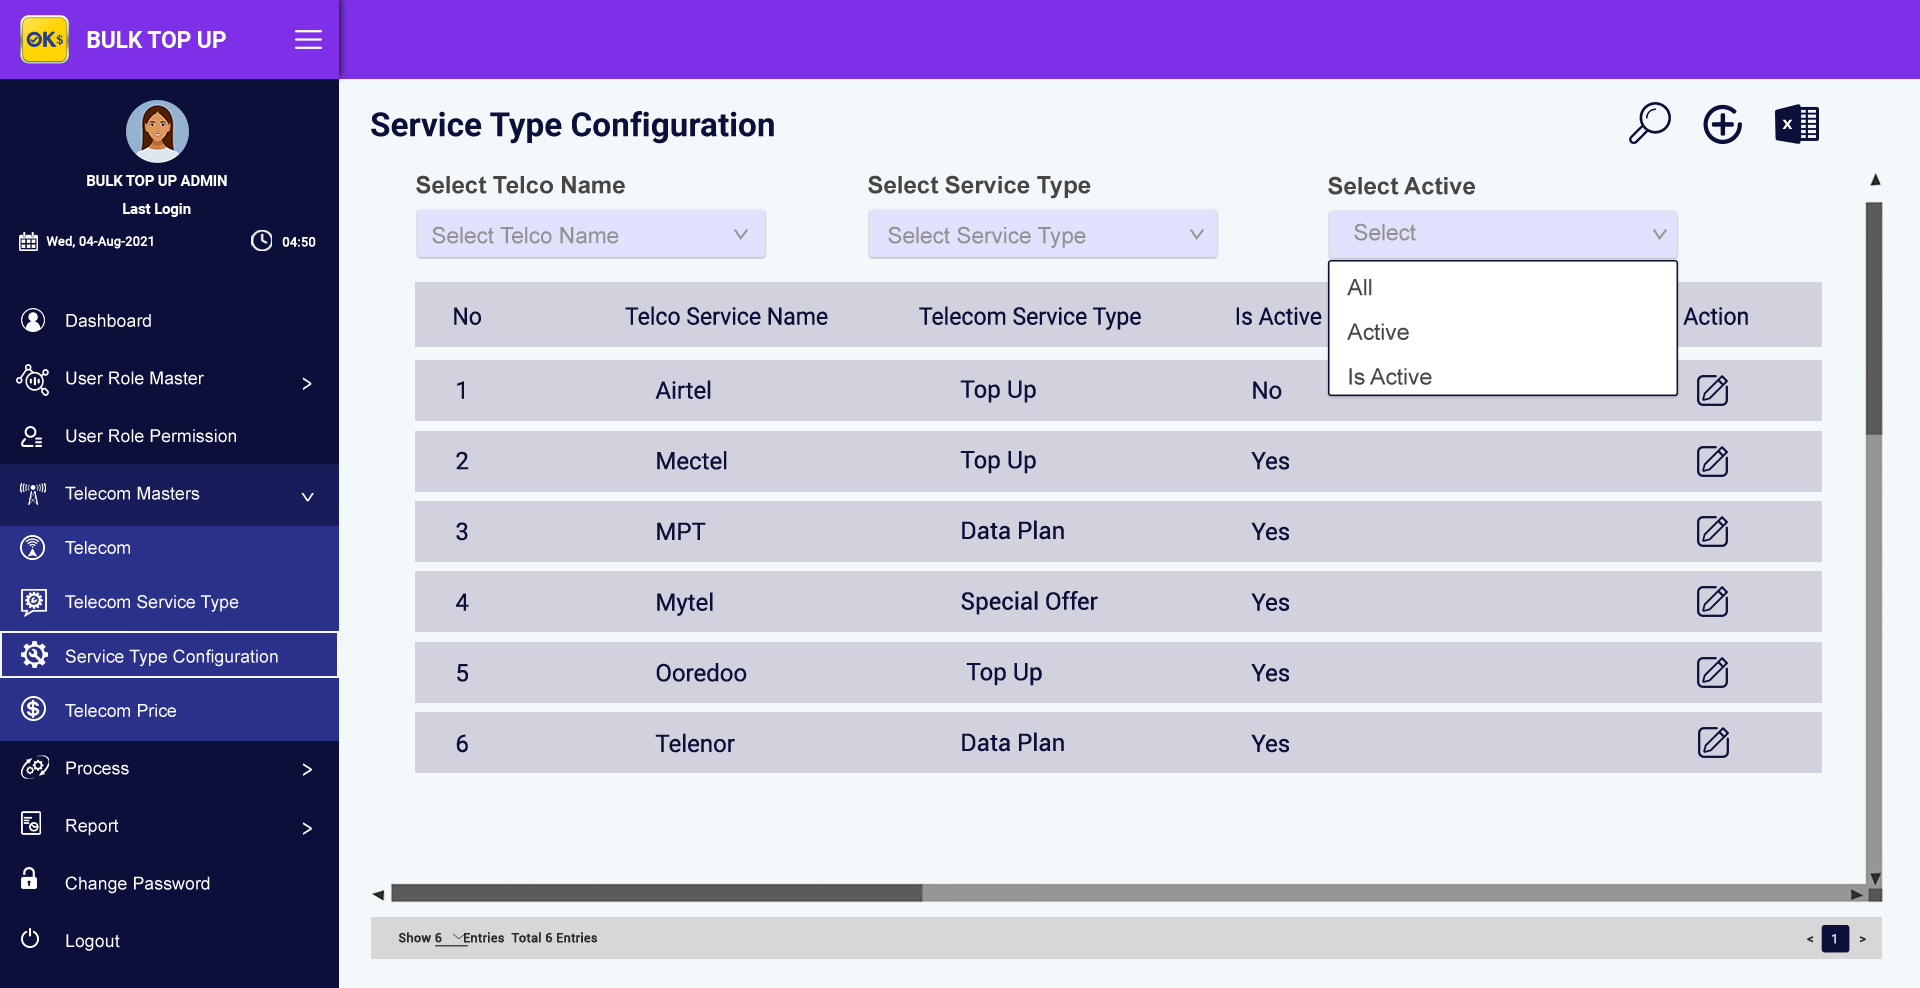 OK$ BULK TOP UP
BULK TOP UP ADMIN
Last Login
Wed, 04-Aug-2021 04:50
Dashboard
User Role Master >
User Role Permission
Telecom Masters
Telecom
Telecom Service Type
Service Type Configuration
Telecom Price
Process >
Report >
Change Password
Logout
Service Type Configuration
X
Select Telco Name Select Service Type Select Active
Select Telco Name Select Service Type Select
All
Active
Is Active
No Telco Service Name Telecom Service Type Is Active Action
1 Airtel Top Up No
2 Mectel Top Up Yes
3 MPT Data Plan Yes
4 Mytel Special Offer Yes
5 Ooredoo Top Up Yes
6 Telenor Data Plan Yes
Show 6 Entries Total 6 Entries < 1 >